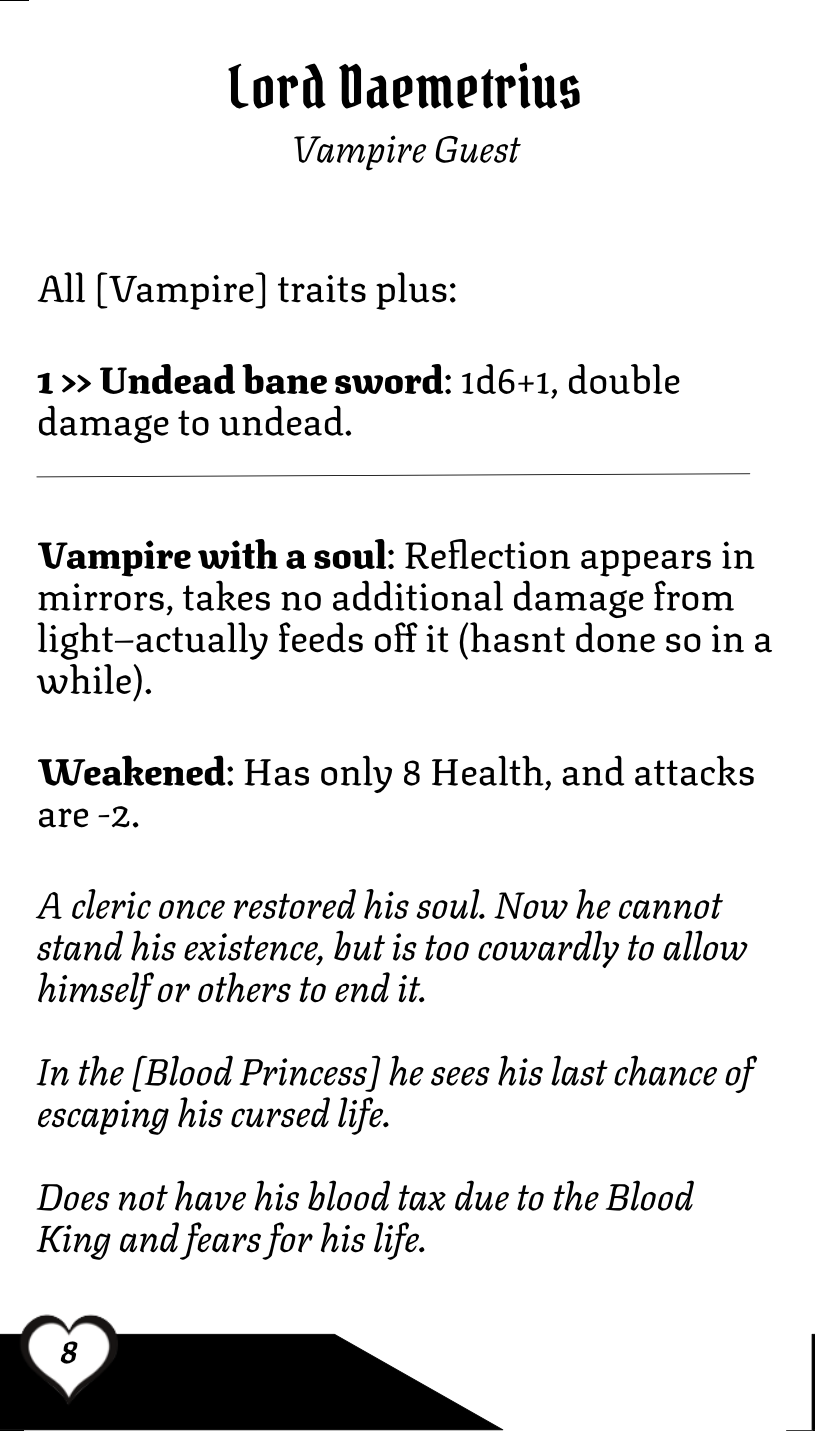 Lord Daemetrius
Vampire Guest
All [Vampire] traits plus:
1 >> Undead bane sword: 1d6+1, double
damage to undead.
Vampire with a soul: Reflection appears in
mirrors, takes no additional damage from
light–actually feeds off it (hasnt done so in a
while).
Weakened: Has only 8 Health, and attacks
are -2.
A cleric once restored his soul. Now he cannot
stand his existence, but is too cowardly to allow
himself or others to end it.
In the [Blood Princess] he sees his last chance of
escaping his cursed life.
Does not have his blood tax due to the Blood
King and fears for his life.
8